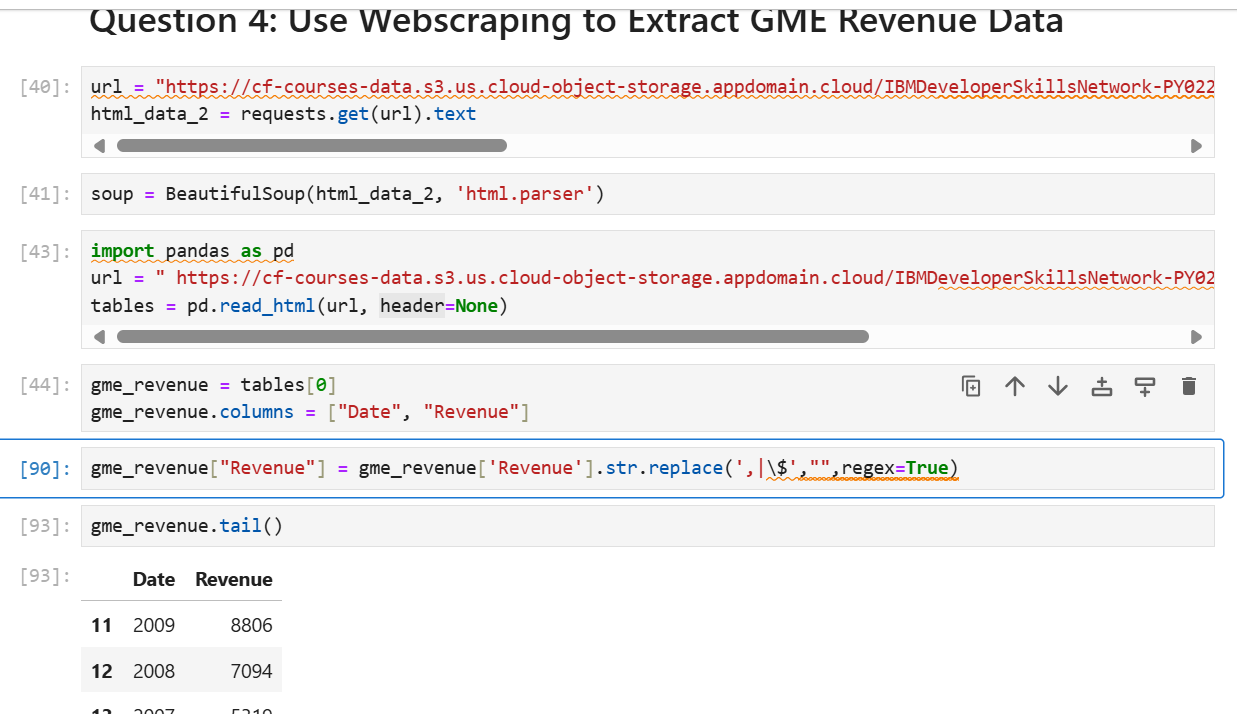 Question 4: Use Webscraping to Extract GME Revenue Data
[40]:
url = "https://cf-courses-data.s3.us.cloud-object-storage.appdomain.cloud/IBMDeveloperSkillsNetwork-PY022
html_data_2 = requests.get(url).text
[41]:
soup = BeautifulSoup(html_data_2, 'html.parser')
[43]:
import pandas as pd
url = " https://cf-courses-data.s3.us.cloud-object-storage.appdomain.cloud/IBMDeveloperSkillsNetwork-PY02
tables = pd.read_html(url, header=None)
[44]:
gme_revenue = tables[0]
gme_revenue.columns = ["Date", "Revenue"]
[90]:
gme_revenue["Revenue"] = gme_revenue['Revenue'].str.replace(',|\$',"",regex=True)
[93]:
gme_revenue.tail()
[93]:
Date Revenue
11 2009 8806
12 2008 7094
13 2007 5319